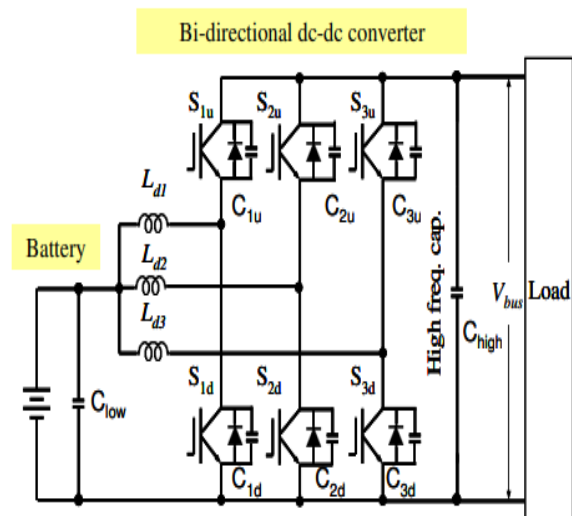 Bi-directional dc-dc converter
S1u
S2u
S3u
C1u
C2u
C3u
Ld1
Battery
Ld2
Ld3
High freq. cap.
Vbus
Load
Chigh
S1d
S2d
S3d
Clow
C1d
C2d
C3d